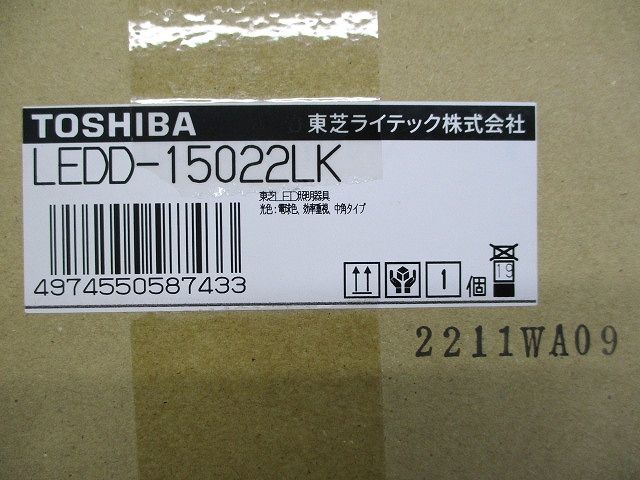 TOSHIBA 東芝ライテック株式会社
LEDD-15022LK
東芝LED照明器具
光色:電球色,効率重視,中角タイプ
4974550587433
1個
19
2211WA09